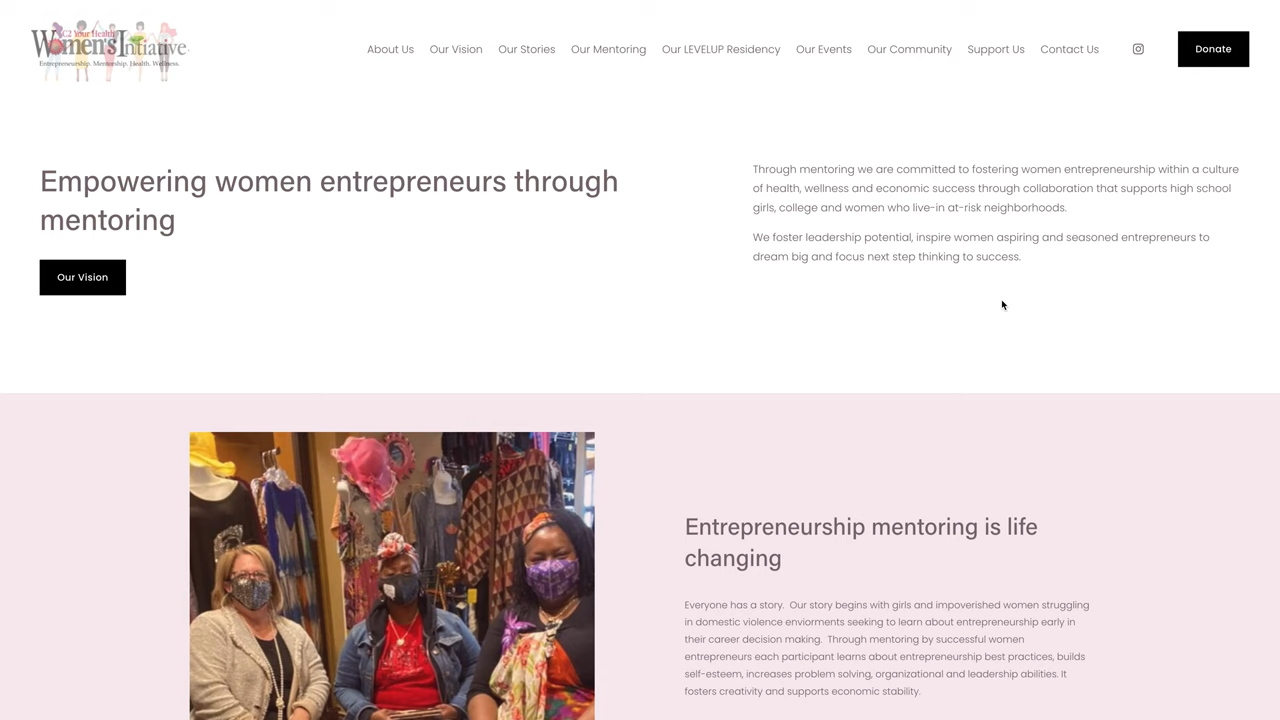 C2 Your Health
Women'sIntiative
Entrepreneurship. Mentorship. Health. Wellness.
About Us
Our Vision
Our Stories
Our Mentoring
Our LEVELUP Residency
Our Events
Our Community
Support Us
Contact Us
Donate
Empowering women entrepreneurs through
mentoring
Our Vision
Through mentoring we are committed to fostering women entrepreneurship within a culture
of health, wellness and economic success through collaboration that supports high school
girls, college and women who live-in at-risk neighborhoods.
We foster leadership potential, inspire women aspiring and seasoned entrepreneurs to
dream big and focus next step thinking to success.
Entrepreneurship mentoring is life
changing
Everyone has a story.  Our story begins with girls and impoverished women struggling
in domestic violence enviorments seeking to learn about entrepreneurship early in
their career decision making.  Through mentoring by successful women
entrepreneurs each participant learns about entrepreneurship best practices, builds
self-esteem, increases problem solving, organizational and leadership abilities. It
fosters creativity and supports economic stability.